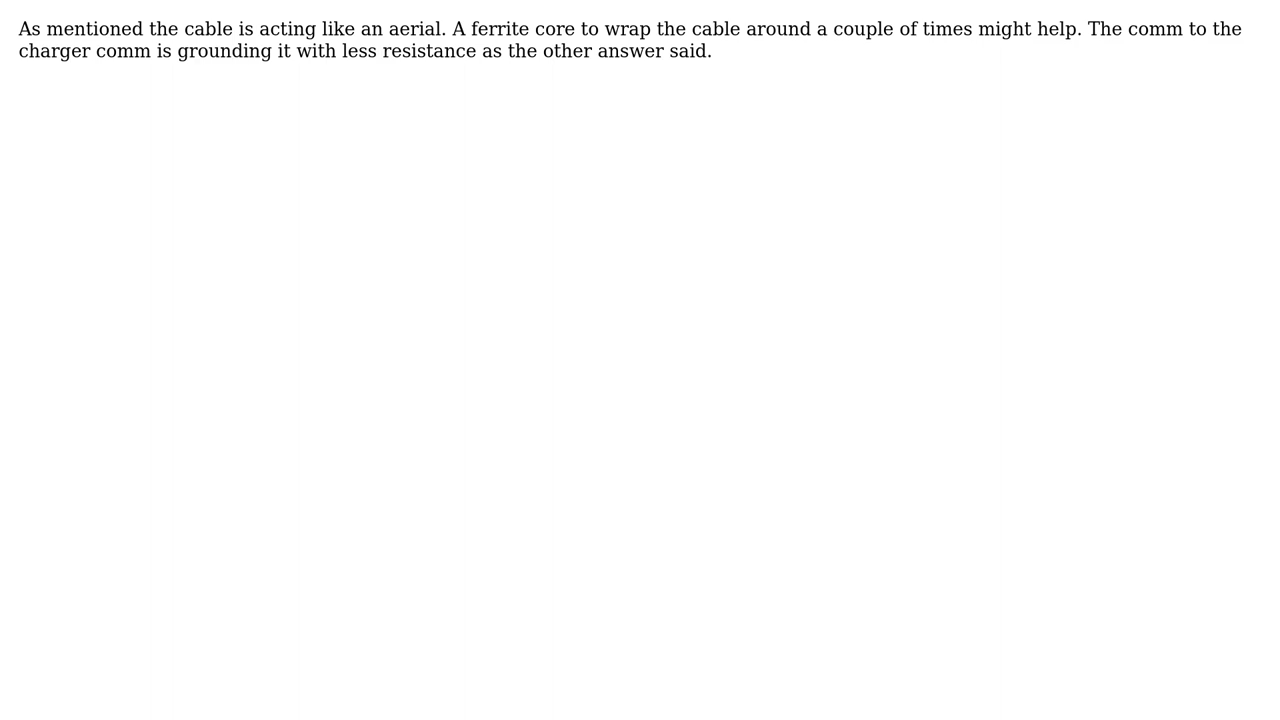 As mentioned the cable is acting like an aerial. A ferrite core to wrap the cable around a couple of times might help. The comm to the
charger comm is grounding it with less resistance as the other answer said.